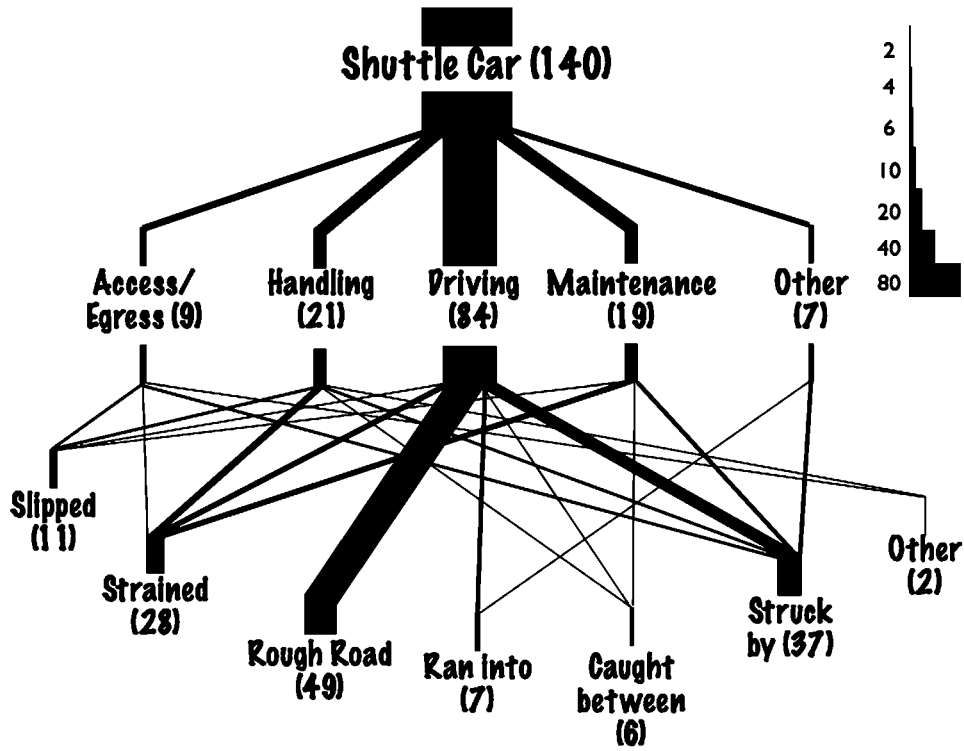 Shuttle Car (140)
2
4
6
10
20
40
80
Access/
Egress (9)
Handling
(21)
Driving
(84)
Maintenance
(19)
Other
(7)
Slipped
(11)
Strained
(28)
Rough Road
(49)
Ran into
(7)
Caught
between
(6)
Struck
by (37)
Other
(2)